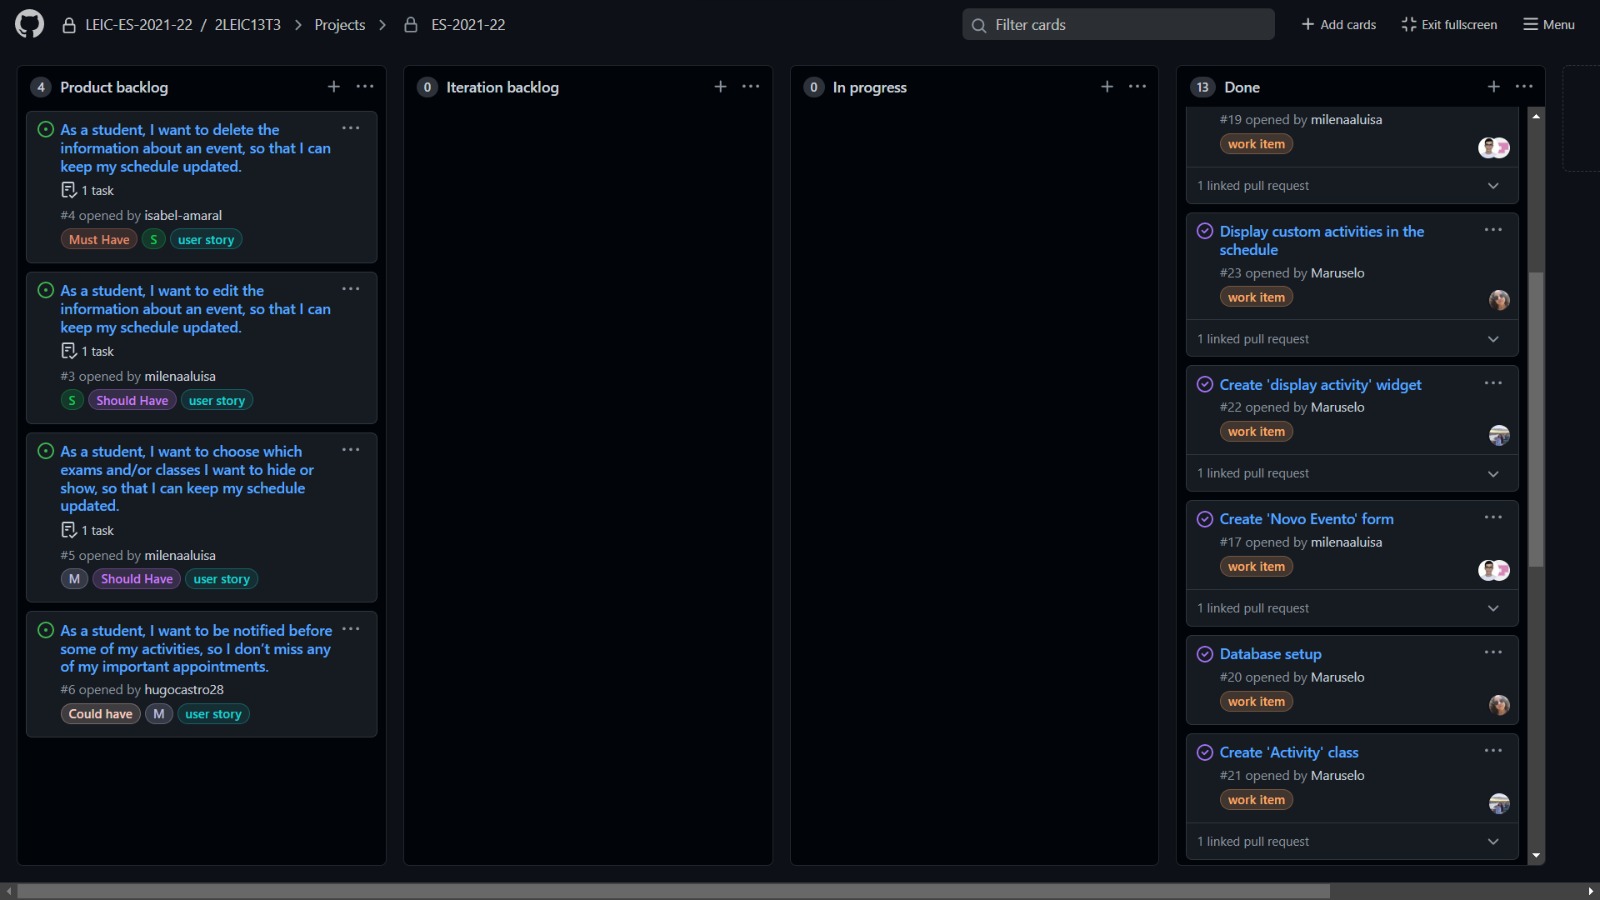 LEIC-ES-2021-22 / 2LEIC13T3 > Projects > ES-2021-22
Filter cards
Add cards
Exit fullscreen
Menu
4 Product backlog
As a student, I want to delete the
information about an event, so that I can
keep my schedule updated.
1 task
#4 opened by isabel-amaral
Must Have S user story
As a student, I want to edit the
information about an event, so that I can
keep my schedule updated.
1 task
#3 opened by milenaaluisa
S Should Have user story
As a student, I want to choose which
exams and/or classes I want to hide or
show, so that I can keep my schedule
updated.
1 task
#5 opened by milenaaluisa
M Should Have user story
As a student, I want to be notified before
some of my activities, so I don't miss any
of my important appointments.
#6 opened by hugocastro28
Could have M user story
0 Iteration backlog
0 In progress
13 Done
#19 opened by milenaaluisa
work item
1 linked pull request
Display custom activities in the
schedule
#23 opened by Maruselo
work item
1 linked pull request
Create 'display activity' widget
#22 opened by Maruselo
work item
1 linked pull request
Create 'Novo Evento' form
#17 opened by milenaaluisa
work item
1 linked pull request
Database setup
#20 opened by Maruselo
work item
Create 'Activity' class
#21 opened by Maruselo
work item
1 linked pull request